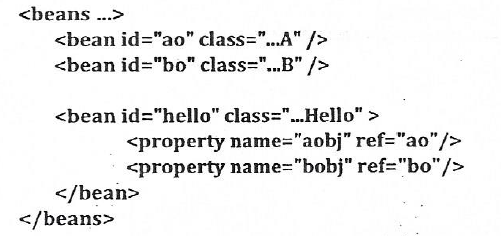 <beans ...>
<bean id="ao" class="...A" />
<bean id="bo" class="...B" />
<bean id="hello" class="...Hello" >
<property name="aobj" ref="ao"/>
<property name="bobj" ref="bo"/>
</bean>
</beans>